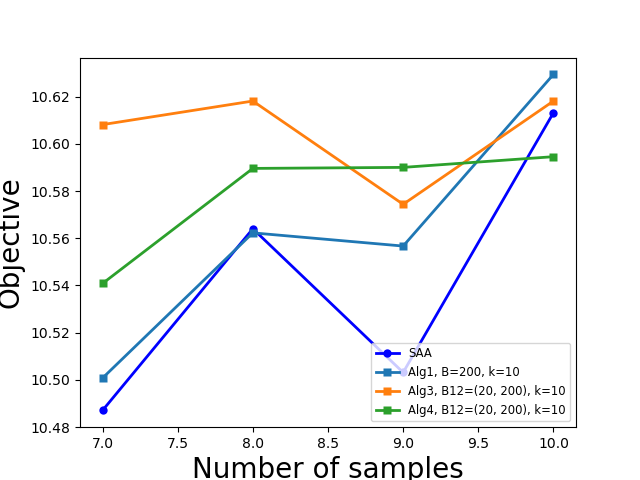 10.62
10.60
10.58
10.56
10.54
10.52
10.50
10.48
Objective
SAA
Alg1, B=200, k=10
Alg3, B12=(20, 200), k=10
Alg4, B12=(20, 200), k=10
7.0 7.5 8.0 8.5 9.0 9.5 10.0
Number of samples